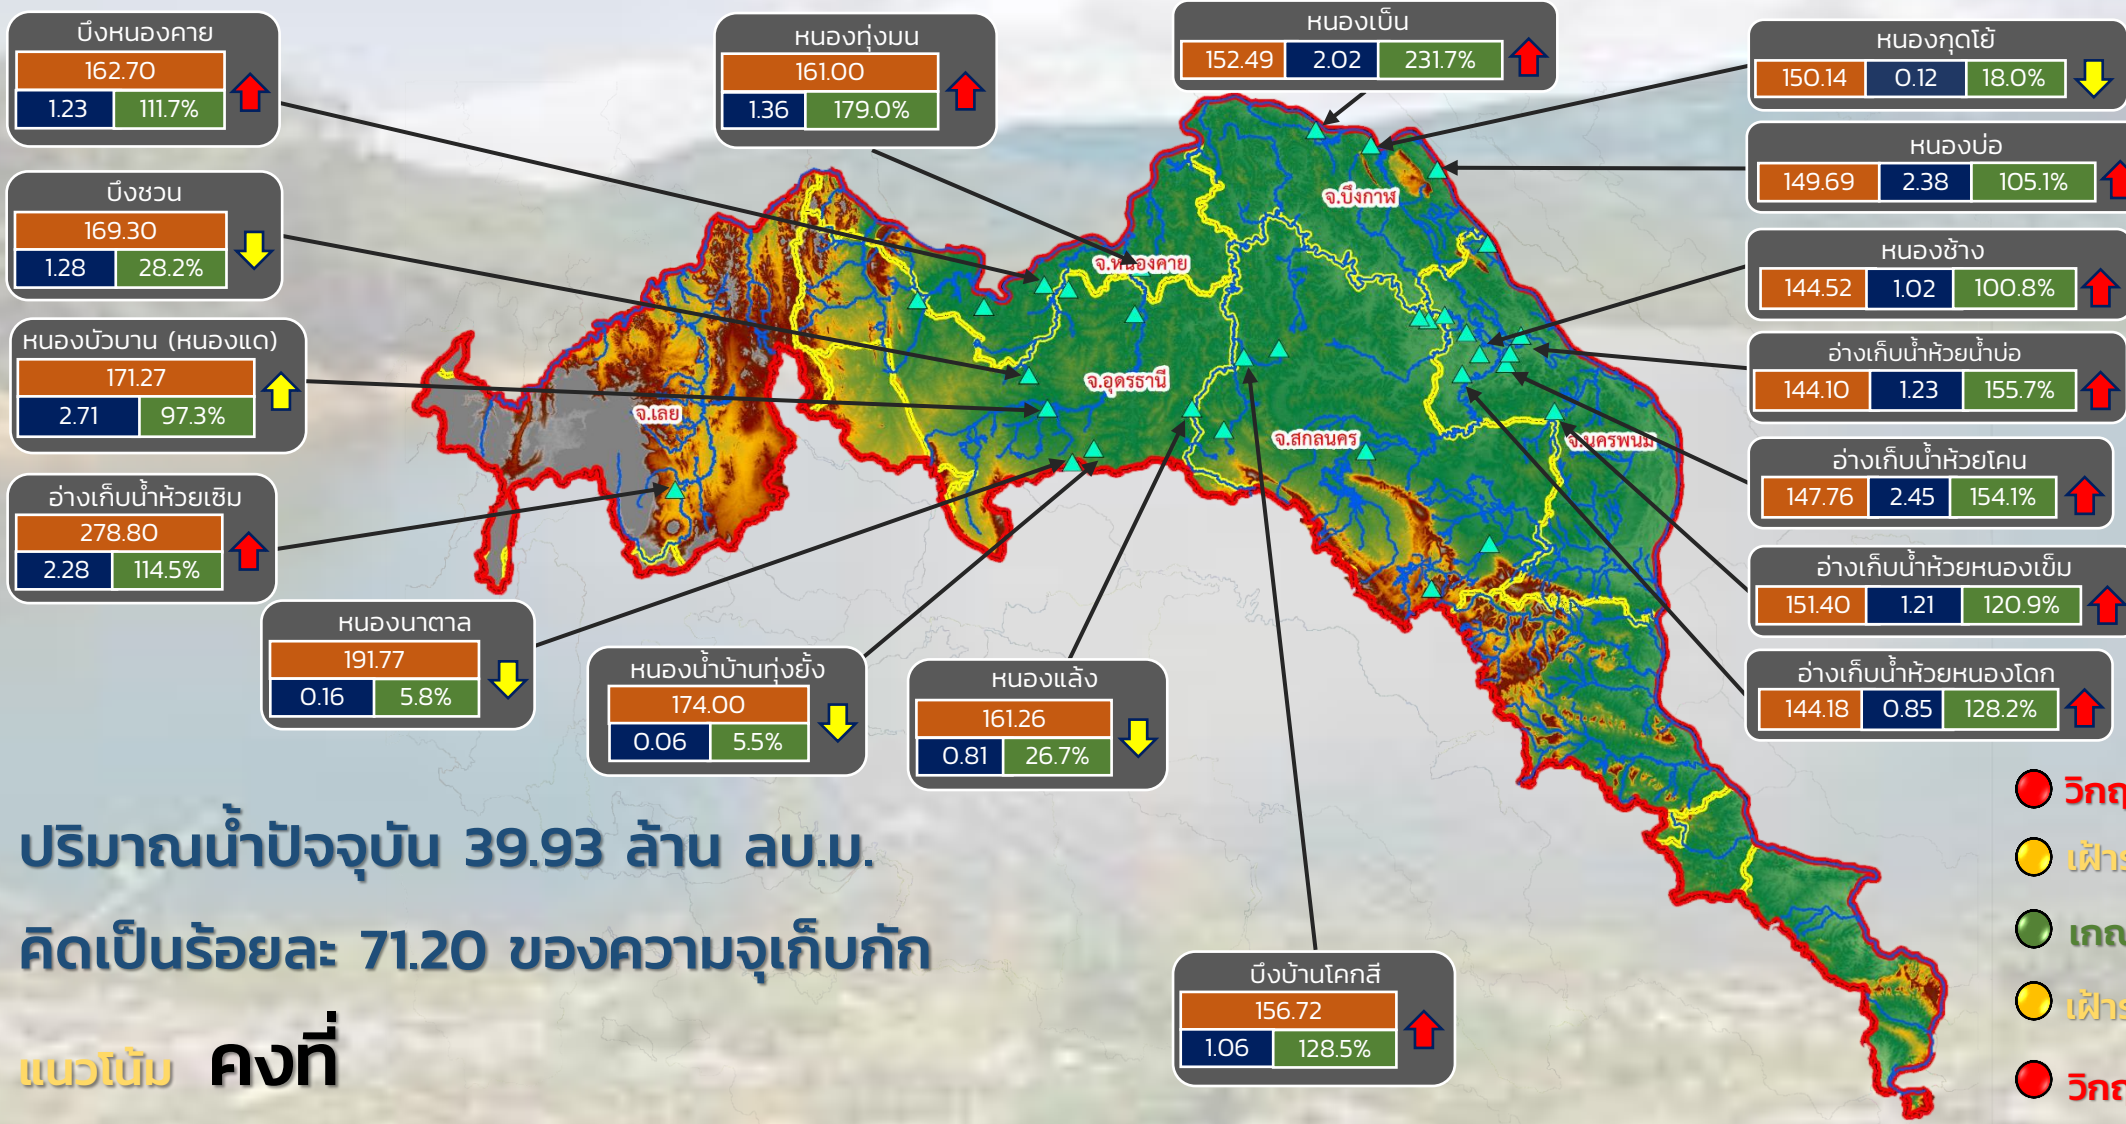 บึงหนองคาย
162.70
1.23 111.7%
บึงชวน
169.30
1.28 28.2%
หนองบัวบาน (หนองแด)
171.27
2.71 97.3%
อ่างเก็บน้ำห้วยเซิม
278.80
2.28 114.5%
หนองนาตาล
191.77
0.16 5.8%
หนองน้ำบ้านทุ่งยั้ง
174.00
0.06 5.5%
หนองแล้ง
161.26
0.81 26.7%
หนองทุ่งมน
161.00
1.36 179.0%
หนองเบ็น
152.49 2.02 231.7%
หนองกุดโย้
150.14 0.12 18.0%
หนองบ่อ
149.69 2.38 105.1%
หนองช้าง
144.52 1.02 100.8%
อ่างเก็บน้ำห้วยน้ำบ่อ
144.10 1.23 155.7%
อ่างเก็บน้ำห้วยโคน
147.76 2.45 154.1%
อ่างเก็บน้ำห้วยหนองเข็ม
151.40 1.21 120.9%
อ่างเก็บน้ำห้วยหนองโดก
144.18 0.85 128.2%
บึงบ้านโคกสี
156.72
1.06 128.5%
จ.บึงกาฬ
จ.หนองคาย
จ.อุดรธานี
จ.เลย
จ.สกลนคร
จ.นครพนม
ปริมาณน้ำปัจจุบัน 39.93 ล้าน ลบ.ม.
คิดเป็นร้อยละ 71.20 ของความจุเก็บกัก
แนวโน้ม คงที่